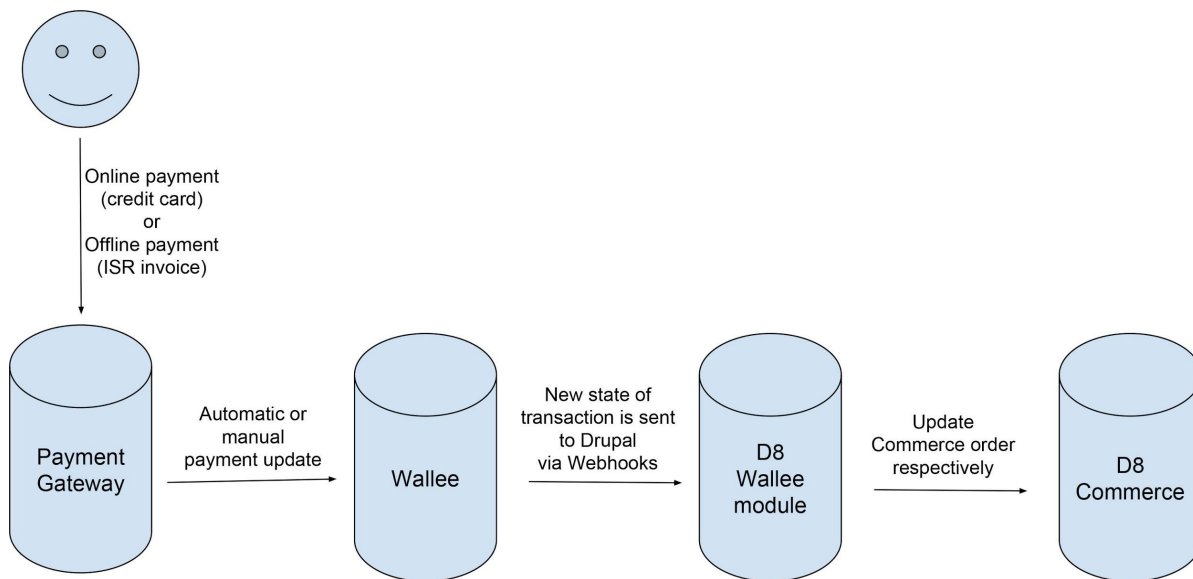 Online payment
(credit card)
or
Offline payment
(ISR invoice)
Payment
Gateway
Automatic or
manual
payment update
Wallee
New state of
transaction is sent
to Drupal
via Webhooks
D8
Wallee
module
Update
Commerce order
respectively
D8
Commerce